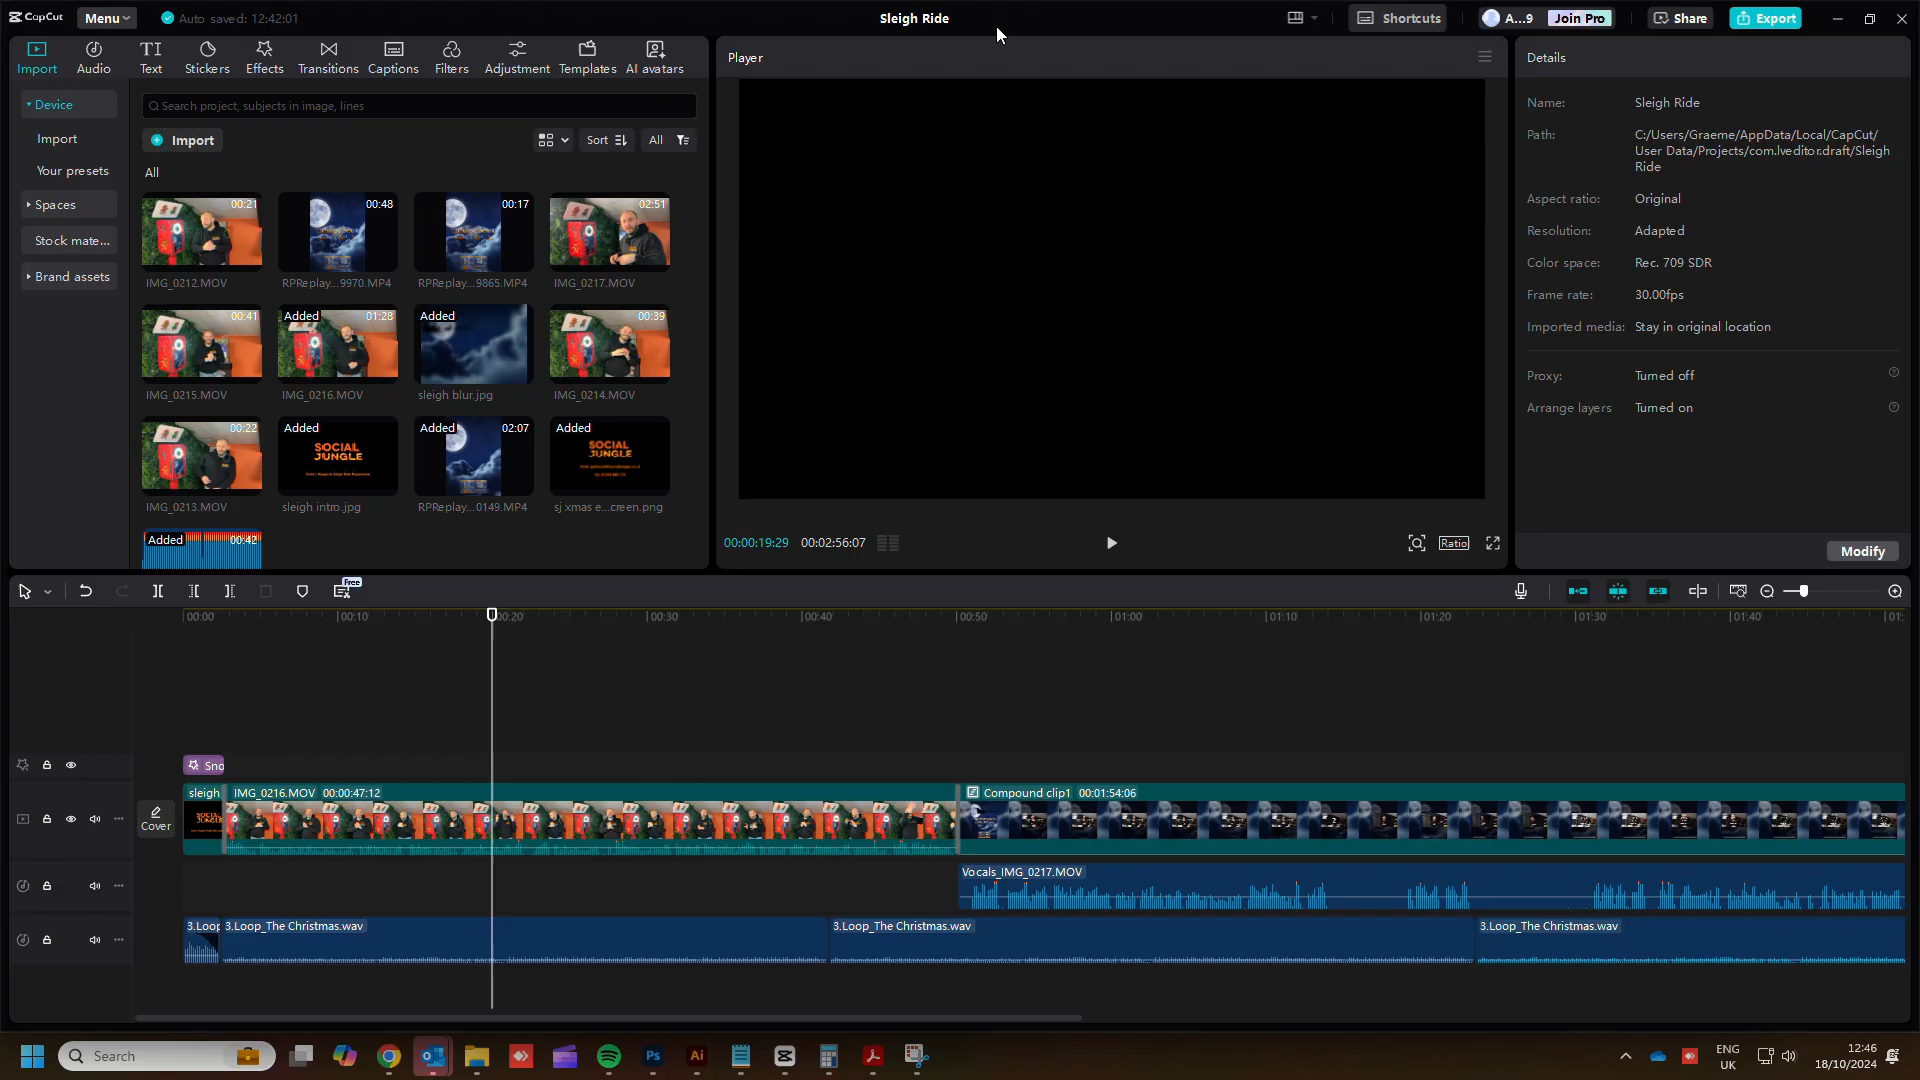 CapCut
Menu
Auto saved: 12:42:01
Sleigh Ride
Shortcuts
A...9
Join Pro
Share
Export
Import
Audio
Text
Stickers
Effects
Transitions
Captions
Filters
Adjustment
Templates
AI avatars
Device
Import
Your presets
Spaces
Stock mate...
Brand assets
Search project, subjects in image, lines
Import
Sort
All
All
00:21
00:48
00:17
02:51
IMG_0212.MOV
RPReplay...9970.MP4
RPReplay...9865.MP4
IMG_0217.MOV
00:41
Added
01:28
Added
00:39
IMG_0215.MOV
IMG_0216.MOV
sleigh blur.jpg
IMG_0214.MOV
00:22
Added
SOCIAL
JUNGLE
Added
02:07
Added
SOCIAL
JUNGLE
IMG_0213.MOV
sleigh intro.jpg
RPReplay...0149.MP4
sj xmas e...creen.png
Added
00:42
Player
00:00:19:29
00:02:56:07
Ratio
Details
Name:
Sleigh Ride
Path:
C:/Users/Graeme/AppData/Local/CapCut/
User Data/Projects/com.lveditor.draft/Sleigh
Ride
Aspect ratio:
Original
Resolution:
Adapted
Color space:
Rec. 709 SDR
Frame rate:
30.00fps
Imported media:
Stay in original location
Proxy:
Turned off
Arrange layers
Turned on
Modify
Free
00:00
00:10
00:20
00:30
00:40
00:50
01:00
01:10
01:20
01:30
01:40
01:
Sno
Cover
sleigh
IMG_0216.MOV 00:00:47:12
Compound clip1 00:01:54:06
Vocals_IMG_0217.MOV
3.Loop
3.Loop_The Christmas.wav
3.Loop_The Christmas.wav
3.Loop_The Christmas.wav
Search
Ps
Ai
ENG
UK
12:46
18/10/2024